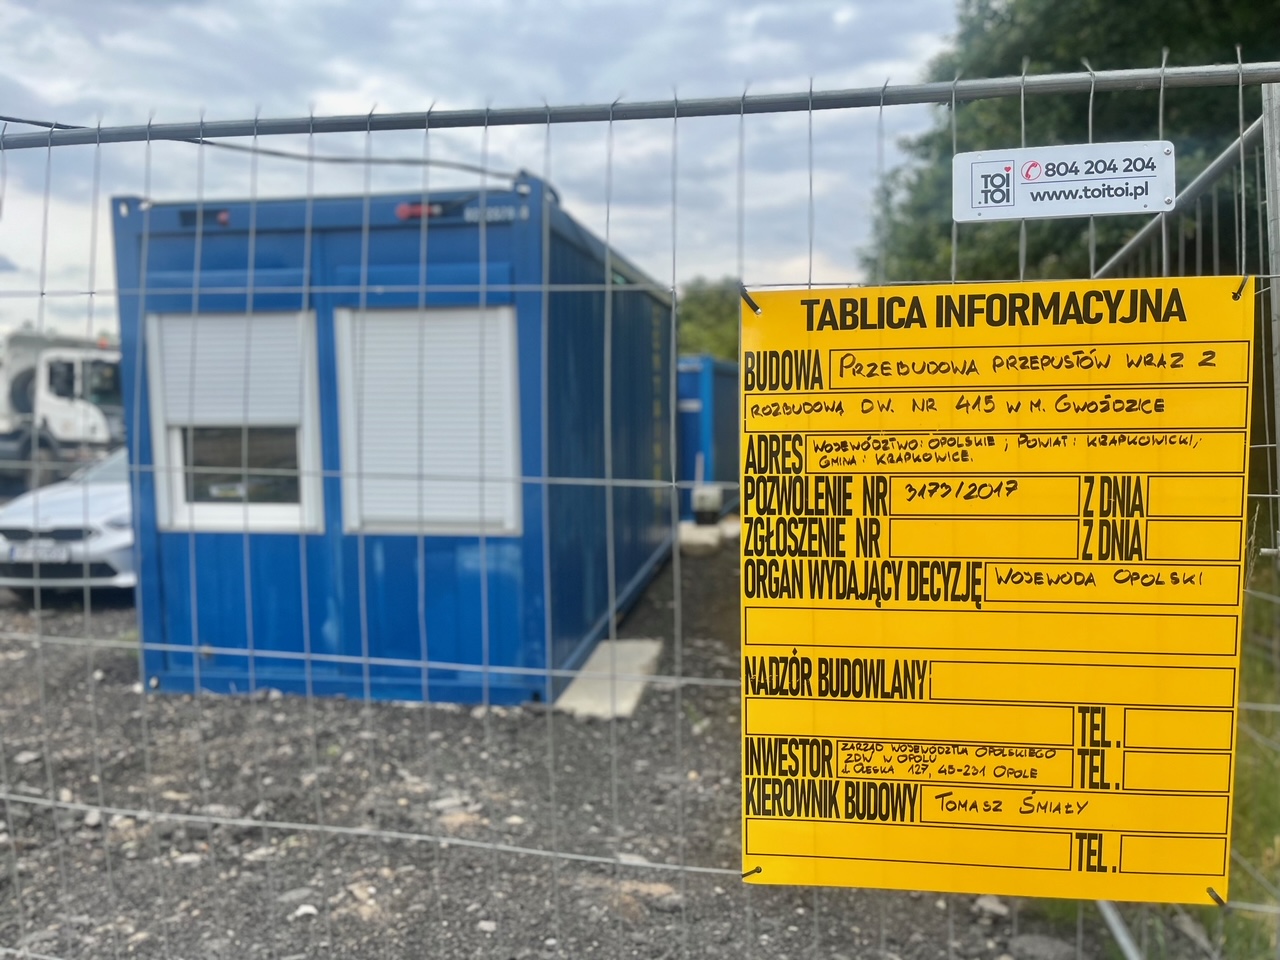 TOI TOI
804 204 204
www.toitoi.pl
TABLICA INFORMACYJNA
BUDOWA PRZEBUDOWA PRZEPUSTÓW WRAZ Z
ROZBUDOWĄ DW. NR 415 W M. GWOŹDZICE
ADRES WOJEWÓDZTWO: OPOLSKIE; POWIAT: KRAPKOWICKI;
GMINA: KRAPKOWICE.
POZWOLENIE NR 3173/2017 Z DNIA
ZGŁOSZENIE NR Z DNIA
ORGAN WYDAJĄCY DECYZJĘ WOJEWODA OPOLSKI
NADZÓR BUDOWLANY
TEL.
INWESTOR ZARZĄD WOJEWÓDZTWA OPOLSKIEGO
ZDW W OPOLU
ul. OLESKA 127, 45-231 OPOLE TEL.
KIEROWNIK BUDOWY TOMASZ ŚMIAŁY
TEL.